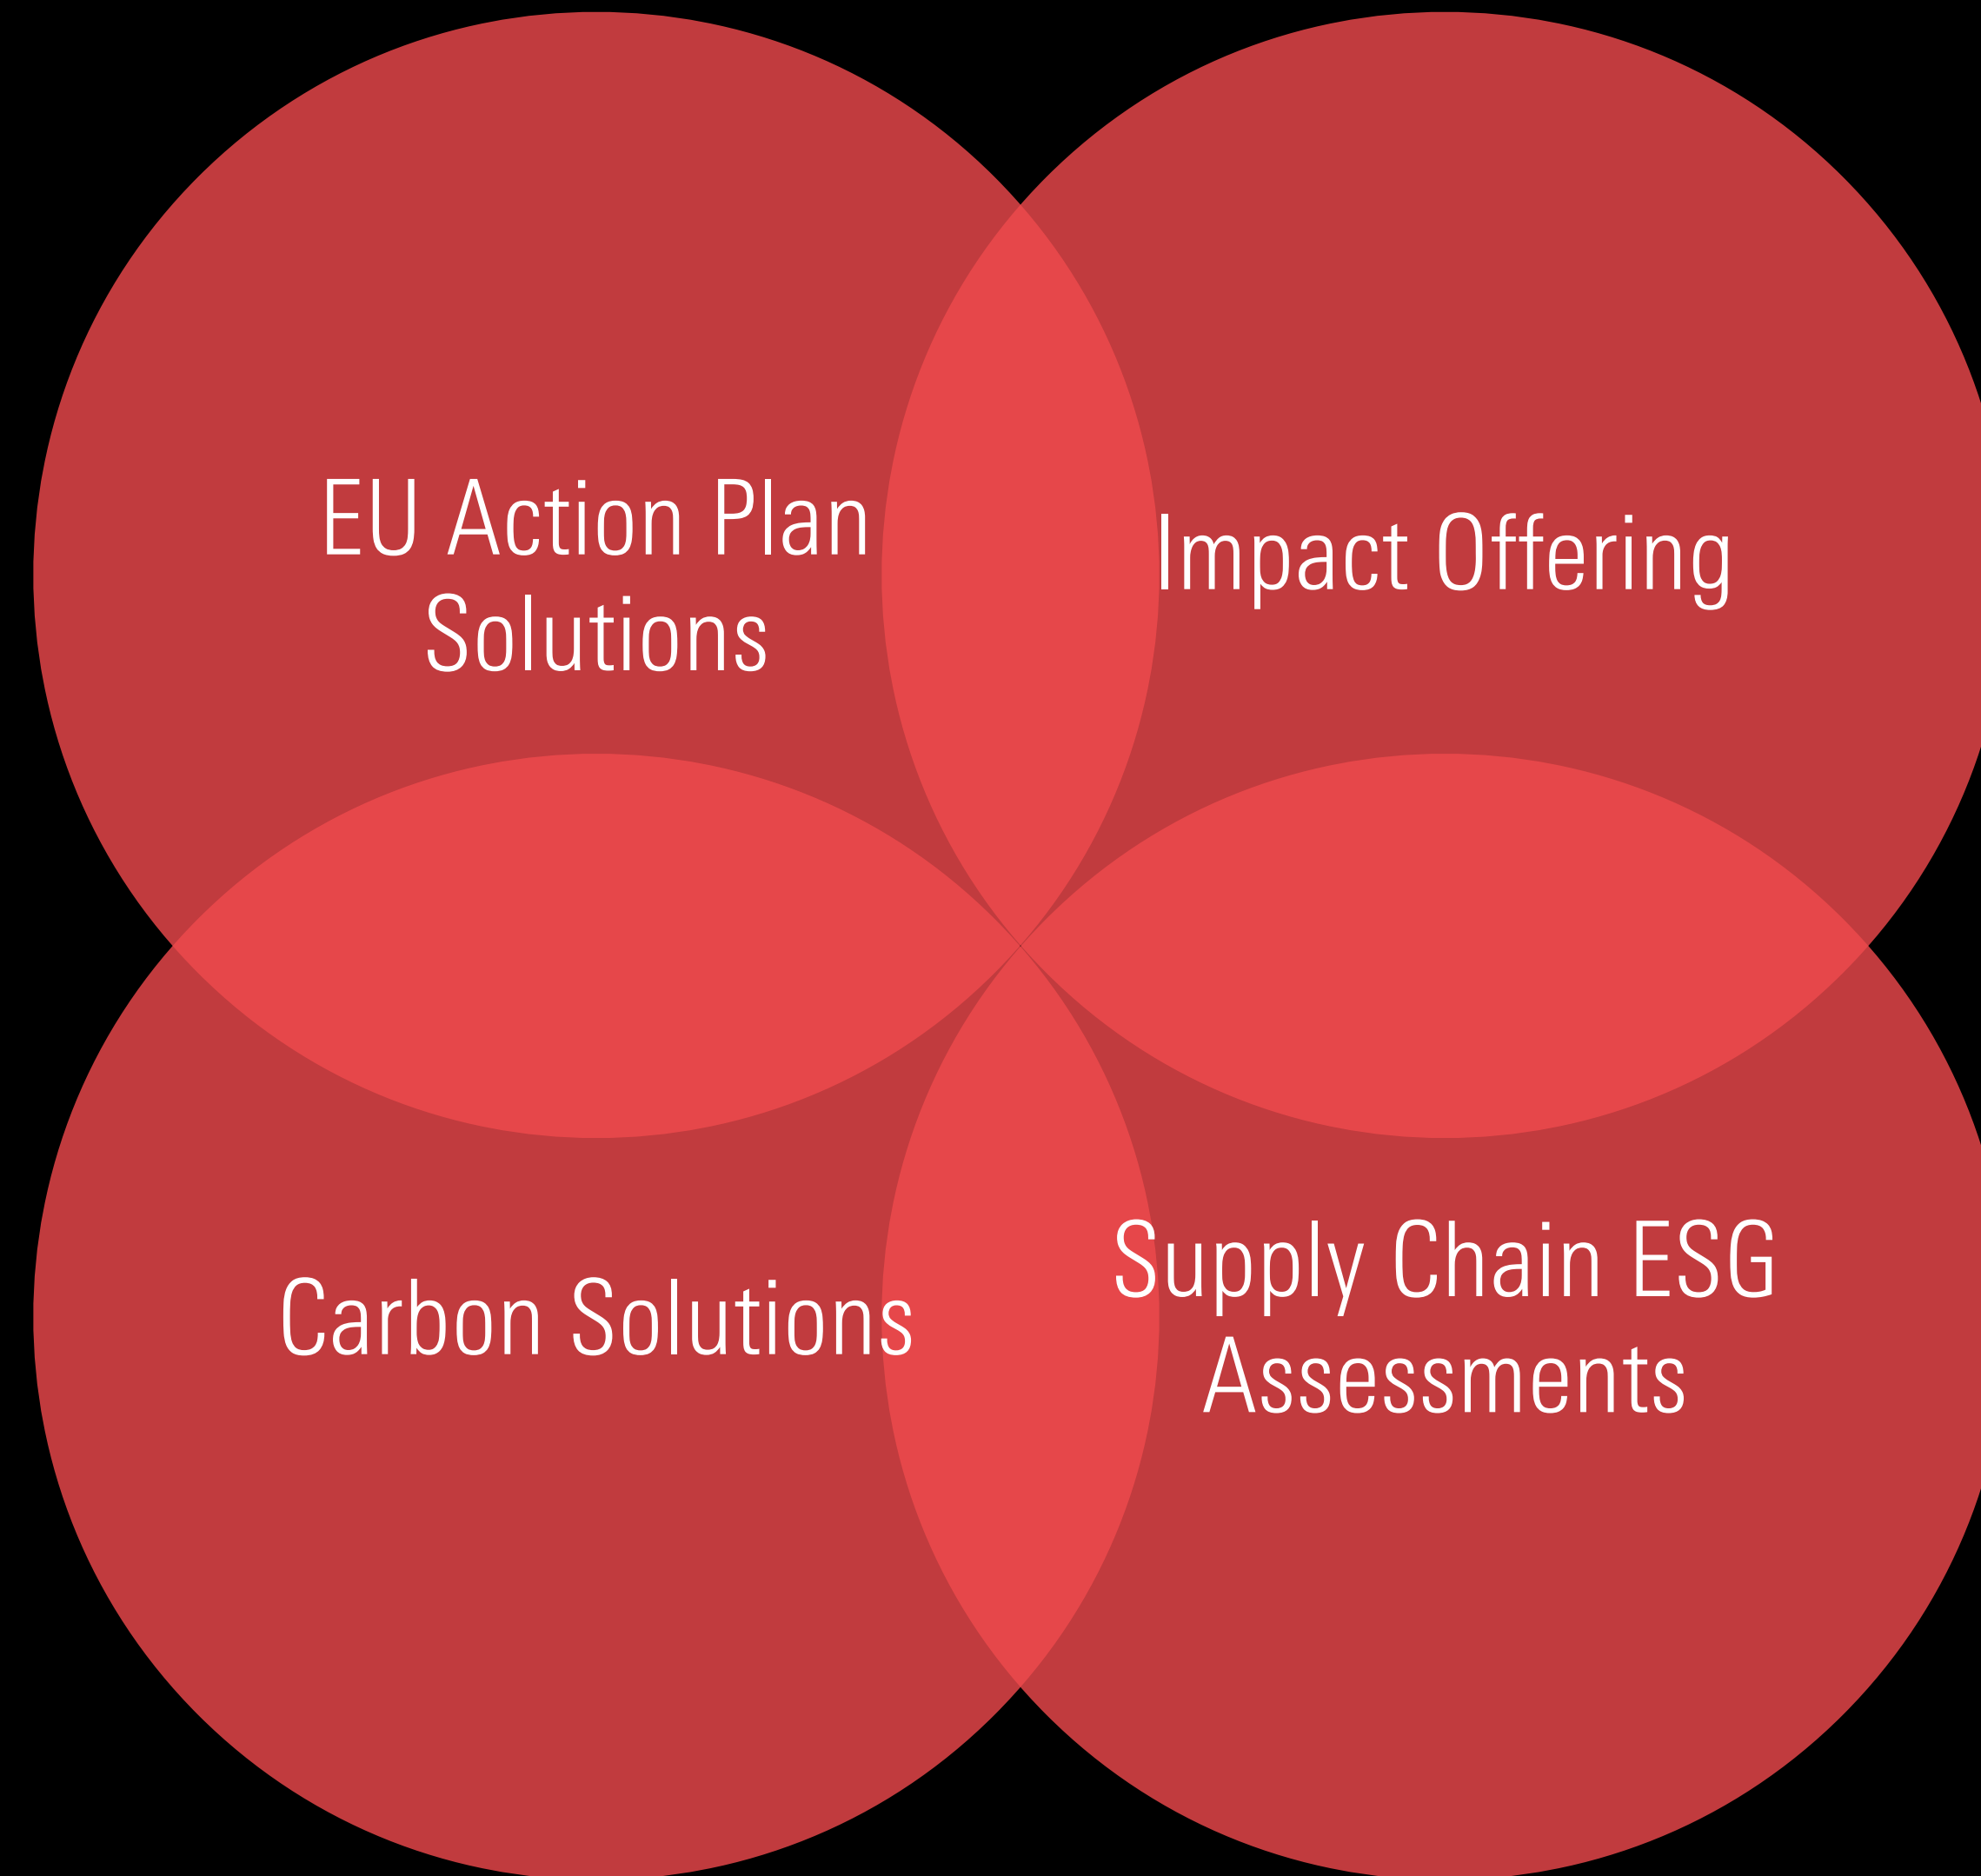 EU Action Plan
Solutions
Impact Offering
Carbon Solutions
Supply Chain ESG
Assessments